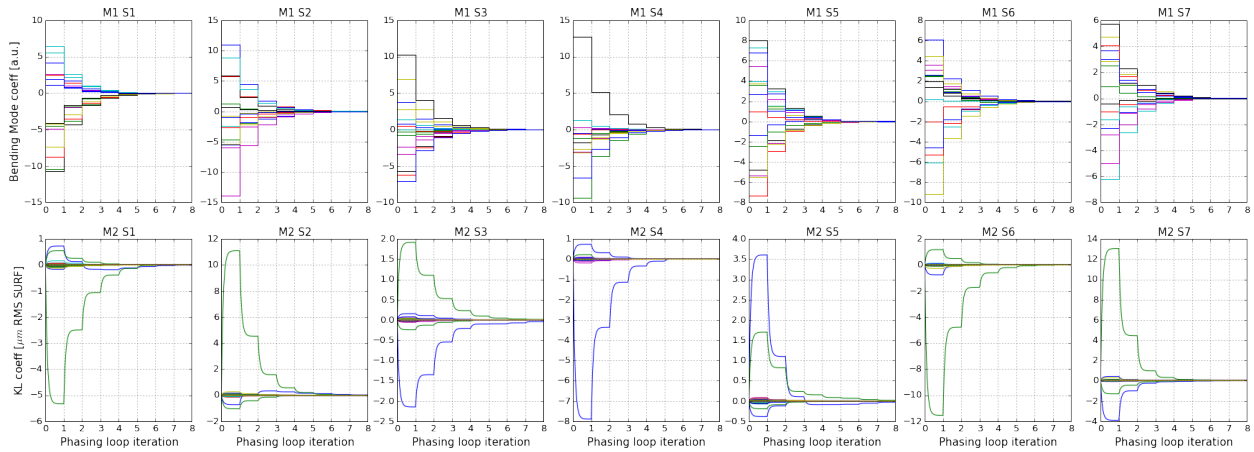 M1 S1 M1 S2 M1 S3 M1 S4 M1 S5 M1 S6 M1 S7
Bending Mode coeff [a.u.]
15 10 5 0 −5 −10 −15
15 10 5 0 −5 −10 −15
15 10 5 0 −5 −10
15 10 5 0 −5 −10
10 8 6 4 2 0 −2 −4 −6 −8
8 6 4 2 0 −2 −4 −6 −8 −10
6 4 2 0 −2 −4 −6 −8
0 1 2 3 4 5 6 7 8
0 1 2 3 4 5 6 7 8
0 1 2 3 4 5 6 7 8
0 1 2 3 4 5 6 7 8
0 1 2 3 4 5 6 7 8
0 1 2 3 4 5 6 7 8
0 1 2 3 4 5 6 7 8
M2 S1 M2 S2 M2 S3 M2 S4 M2 S5 M2 S6 M2 S7
KL coeff [μm RMS SURF]
1 0 −1 −2 −3 −4 −5 −6
12 10 8 6 4 2 0 −2
2.0 1.5 1.0 0.5 0.0 −0.5 −1.0 −1.5 −2.0 −2.5
1 0 −1 −2 −3 −4 −5 −6 −7 −8
4.0 3.5 3.0 2.5 2.0 1.5 1.0 0.5 0.0 −0.5
2 0 −2 −4 −6 −8 −10 −12
14 12 10 8 6 4 2 0 −2 −4
0 1 2 3 4 5 6 7 8
0 1 2 3 4 5 6 7 8
0 1 2 3 4 5 6 7 8
0 1 2 3 4 5 6 7 8
0 1 2 3 4 5 6 7 8
0 1 2 3 4 5 6 7 8
0 1 2 3 4 5 6 7 8
Phasing loop iteration Phasing loop iteration Phasing loop iteration Phasing loop iteration Phasing loop iteration Phasing loop iteration Phasing loop iteration